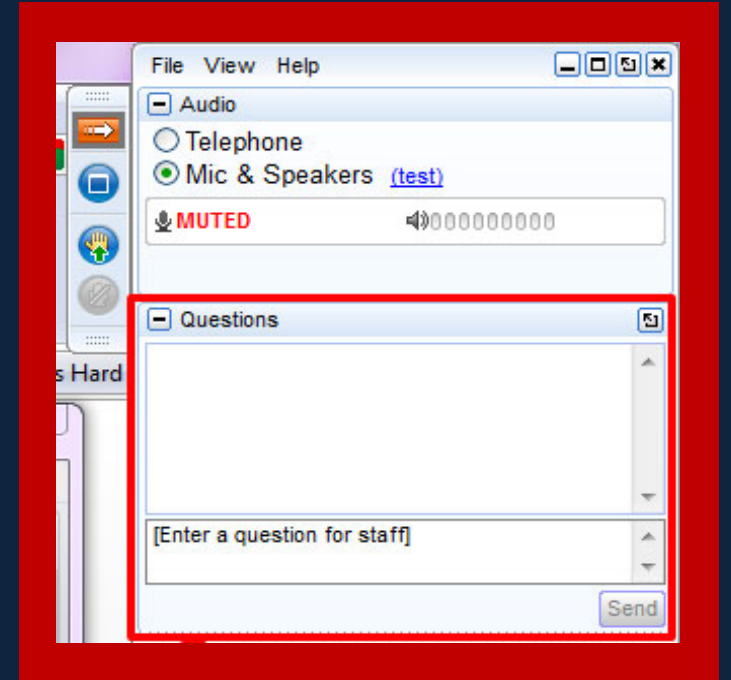 File View Help
Audio
Telephone
Mic & Speakers (test)
MUTED 000000000
Questions
s Hard
[Enter a question for staff]
Send